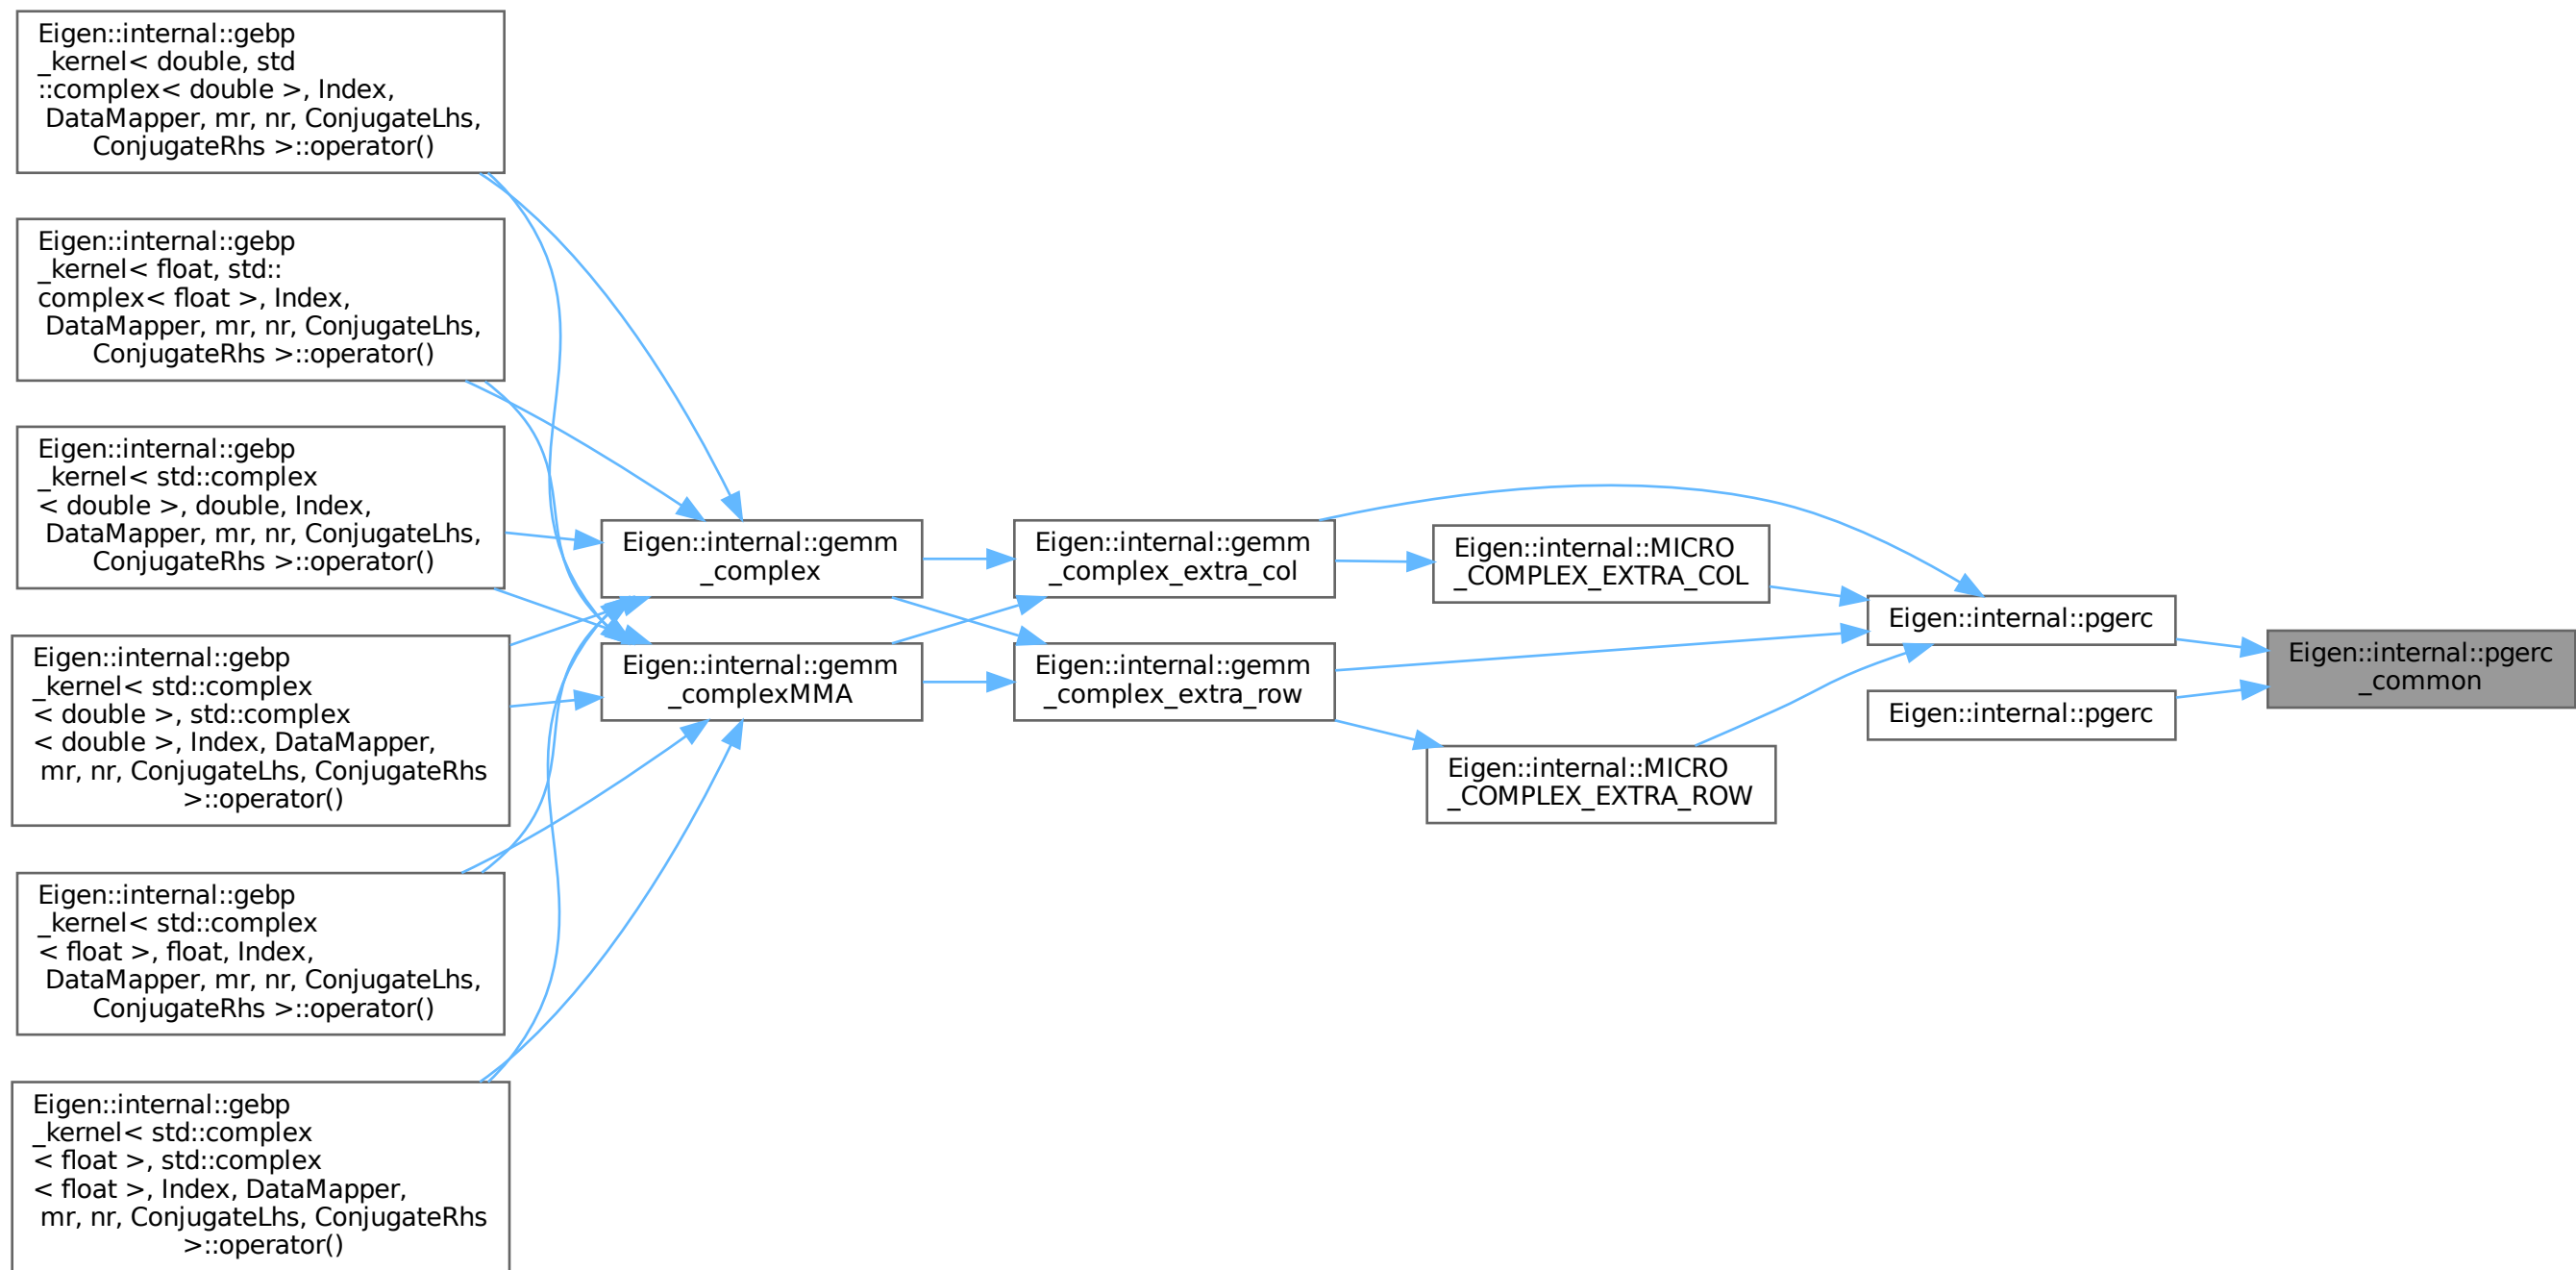 Eigen::internal::gebp
_kernel< double, std
::complex< double >, Index,
DataMapper, mr, nr, ConjugateLhs,
ConjugateRhs >::operator()
Eigen::internal::gebp
_kernel< float, std::
complex< float >, Index,
DataMapper, mr, nr, ConjugateLhs,
ConjugateRhs >::operator()
Eigen::internal::gebp
_kernel< std::complex
< double >, double, Index,
DataMapper, mr, nr, ConjugateLhs,
ConjugateRhs >::operator()
Eigen::internal::gebp
_kernel< std::complex
< double >, std::complex
< double >, Index, DataMapper,
mr, nr, ConjugateLhs, ConjugateRhs
>::operator()
Eigen::internal::gebp
_kernel< std::complex
< float >, float, Index,
DataMapper, mr, nr, ConjugateLhs,
ConjugateRhs >::operator()
Eigen::internal::gebp
_kernel< std::complex
< float >, std::complex
< float >, Index, DataMapper,
mr, nr, ConjugateLhs, ConjugateRhs
>::operator()
Eigen::internal::gemm
_complex
Eigen::internal::gemm
_complexMMA
Eigen::internal::gemm
_complex_extra_col
Eigen::internal::gemm
_complex_extra_row
Eigen::internal::MICRO
_COMPLEX_EXTRA_COL
Eigen::internal::MICRO
_COMPLEX_EXTRA_ROW
Eigen::internal::pgerc
Eigen::internal::pgerc
Eigen::internal::pgerc
_common